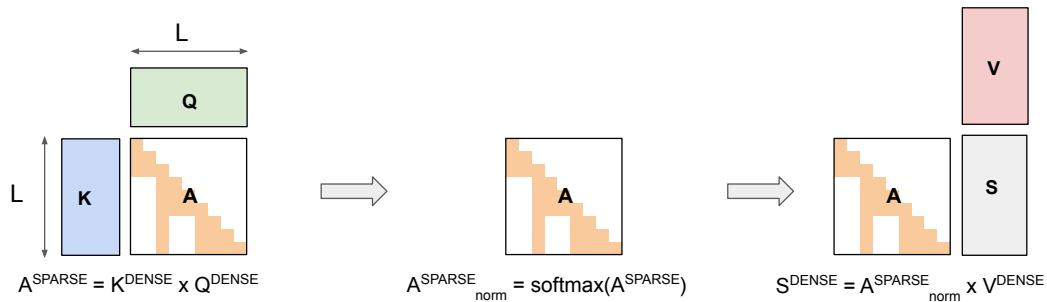 L
Q
L
K
A
A^SPARSE = K^DENSE x Q^DENSE
A
A^SPARSE_norm = softmax(A^SPARSE)
V
A
S
S^DENSE = A^SPARSE_norm x V^DENSE